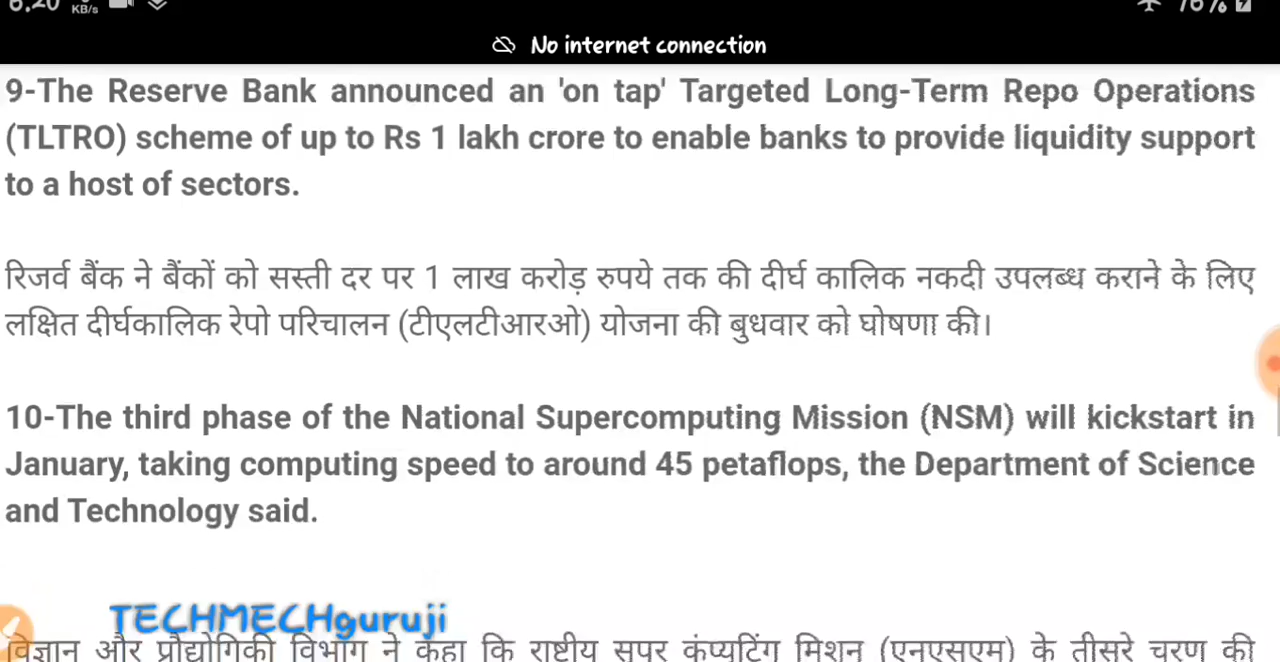 KB/s
No internet connection
9-The Reserve Bank announced an 'on tap' Targeted Long-Term Repo Operations
(TLTRO) scheme of up to Rs 1 lakh crore to enable banks to provide liquidity support
to a host of sectors.
रिजर्व बैंक ने बैंकों को सस्ती दर पर 1 लाख करोड़ रुपये तक की दीर्घ कालिक नकदी उपलब्ध कराने के लिए
लक्षित दीर्घकालिक रेपो परिचालन (टीएलटीआरओ) योजना की बुधवार को घोषणा की।
10-The third phase of the National Supercomputing Mission (NSM) will kickstart in
January, taking computing speed to around 45 petaflops, the Department of Science
and Technology said.
TECHMECHguruji
विज्ञान और प्रौद्योगिकी विभाग ने कहा कि राष्ट्रीय सुपर कंप्यूटिंग मिशन (एनएसएम) के तीसरे चरण की